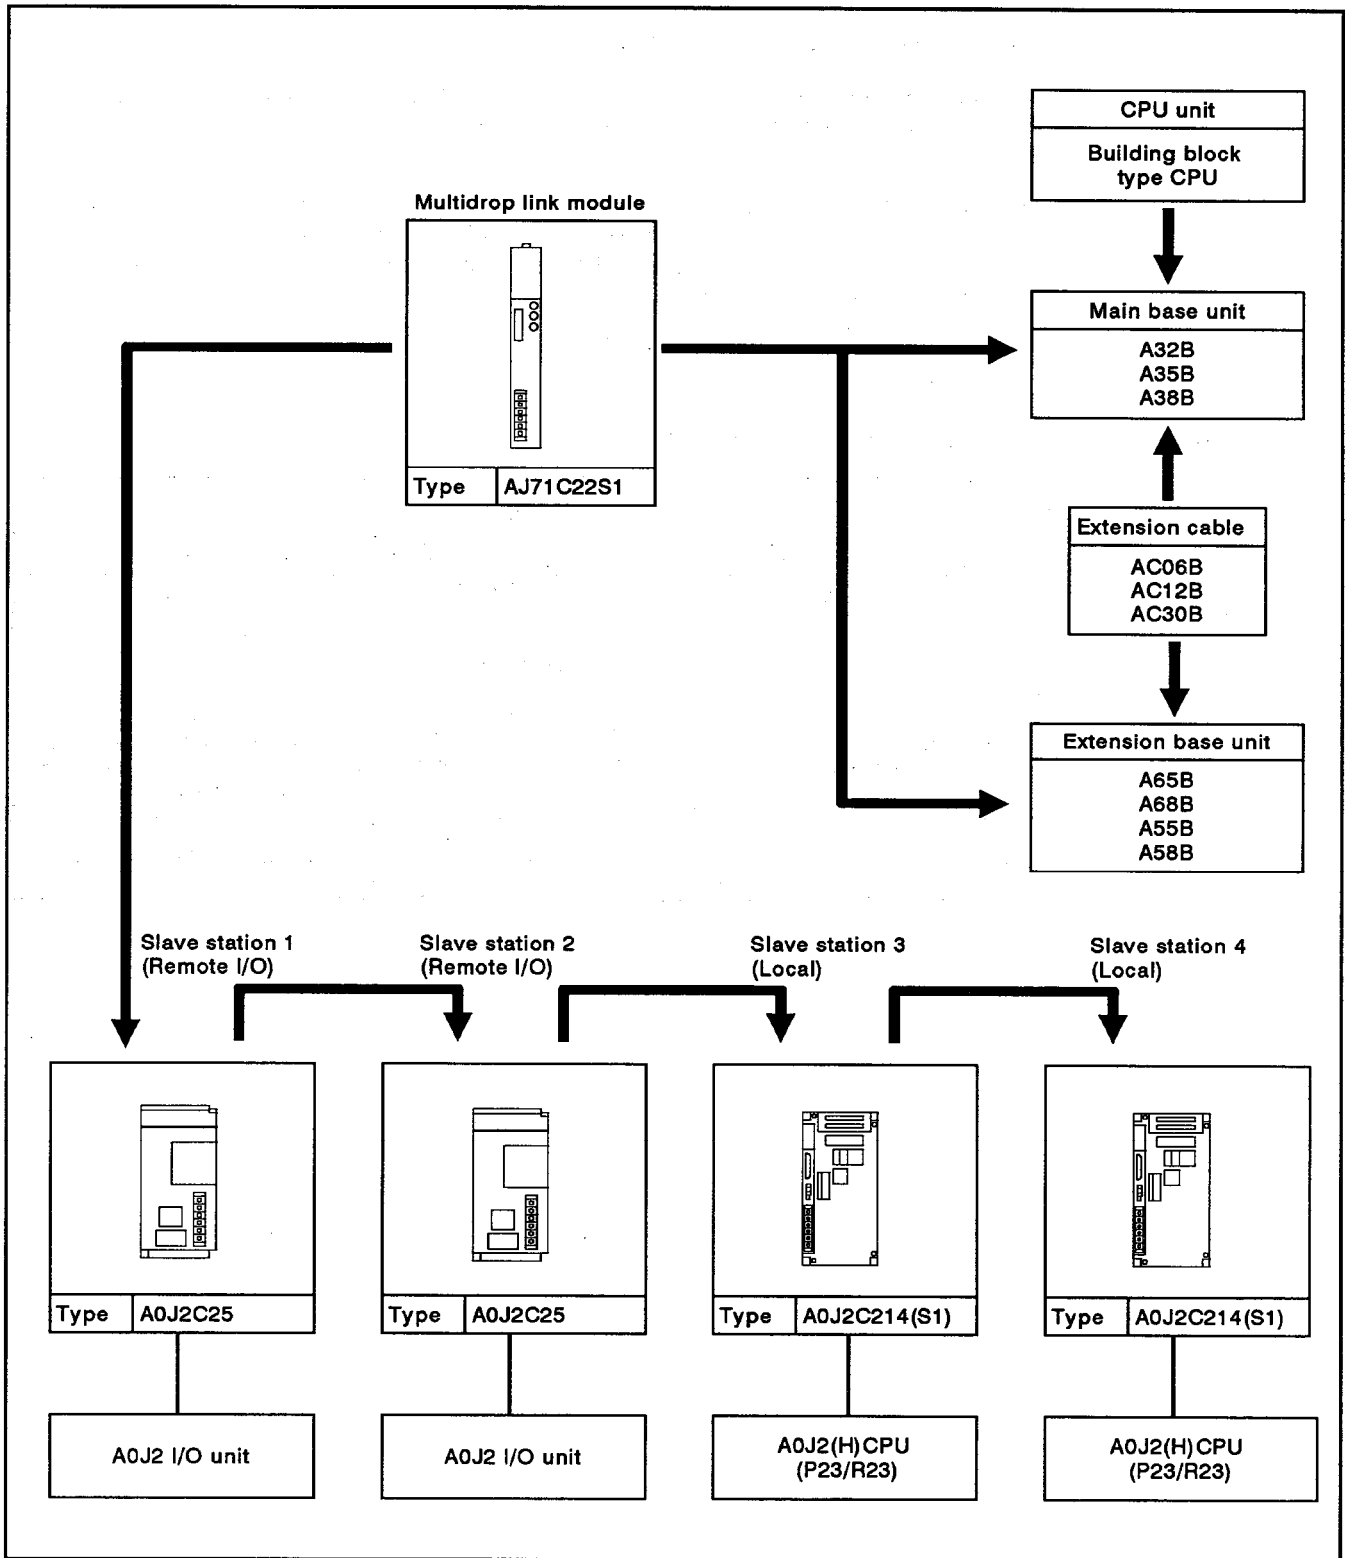 CPU unit
Building block
type CPU
Multidrop link module
Type AJ71C22S1
Main base unit
A32B
A35B
A38B
Extension cable
AC06B
AC12B
AC30B
Extension base unit
A65B
A68B
A55B
A58B
Slave station 1
(Remote I/O)
Slave station 2
(Remote I/O)
Slave station 3
(Local)
Slave station 4
(Local)
Type A0J2C25
Type A0J2C25
Type A0J2C214(S1)
Type A0J2C214(S1)
A0J2 I/O unit
A0J2 I/O unit
A0J2(H)CPU
(P23/R23)
A0J2(H)CPU
(P23/R23)